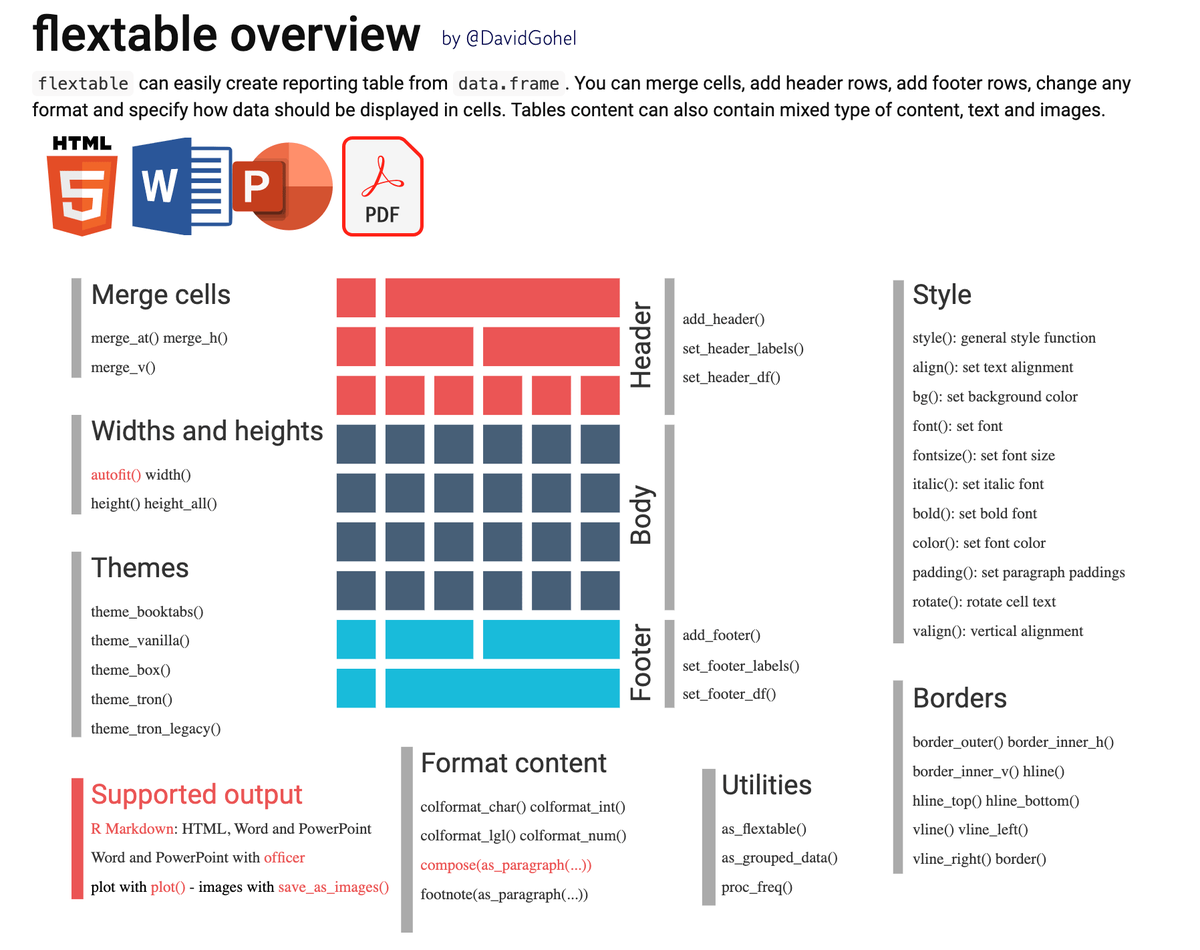 flextable overview by @DavidGohel
flextable can easily create reporting table from data.frame. You can merge cells, add header rows, add footer rows, change any
format and specify how data should be displayed in cells. Tables content can also contain mixed type of content, text and images.
HTML
5
W
P
PDF
Merge cells
merge_at() merge_h()
merge_v()
Widths and heights
autofit() width()
height() height_all()
Themes
theme_booktabs()
theme_vanilla()
theme_box()
theme_tron()
theme_tron_legacy()
Supported output
R Markdown: HTML, Word and PowerPoint
Word and PowerPoint with officer
plot with plot() - images with save_as_images()
Header
add_header()
set_header_labels()
set_header_df()
Body
Footer
add_footer()
set_footer_labels()
set_footer_df()
Format content
colformat_char() colformat_int()
colformat_lgl() colformat_num()
compose(as_paragraph(...))
footnote(as_paragraph(...))
Utilities
as_flextable()
as_grouped_data()
proc_freq()
Style
style(): general style function
align(): set text alignment
bg(): set background color
font(): set font
fontsize(): set font size
italic(): set italic font
bold(): set bold font
color(): set font color
padding(): set paragraph paddings
rotate(): rotate cell text
valign(): vertical alignment
Borders
border_outer() border_inner_h()
border_inner_v() hline()
hline_top() hline_bottom()
vline() vline_left()
vline_right() border()